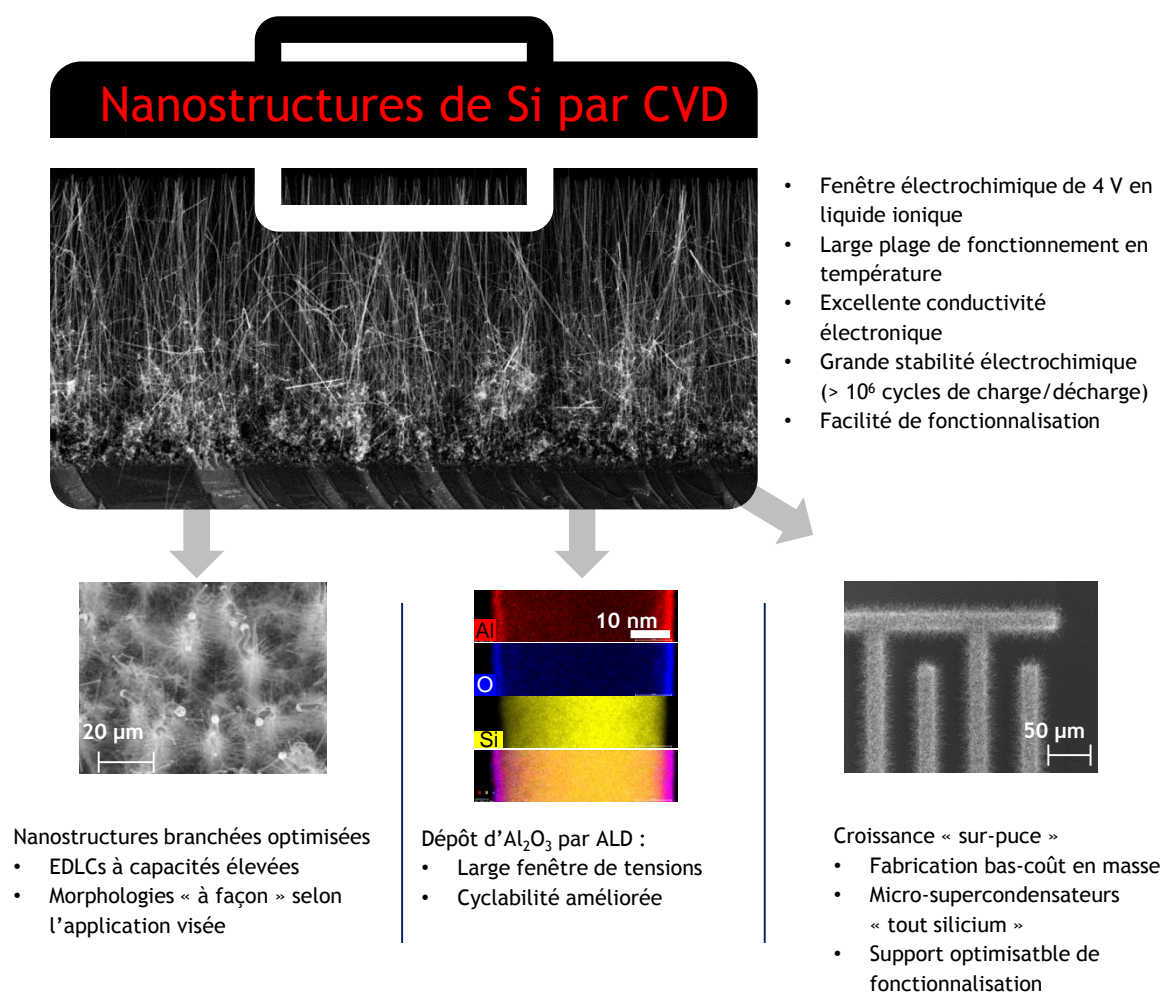 Nanostructures de Si par CVD
• Fenêtre électrochimique de 4 V en
liquide ionique
• Large plage de fonctionnement en
température
• Excellente conductivité
électronique
• Grande stabilité électrochimique
(> 10⁶ cycles de charge/décharge)
• Facilité de fonctionnalisation
20 µm
Al
10 nm
O
Si
50 µm
Nanostructures branchées optimisées
• EDLCs à capacités élevées
• Morphologies « à façon » selon
l’application visée
Dépôt d’Al₂O₃ par ALD :
• Large fenêtre de tensions
• Cyclabilité améliorée
Croissance « sur-puce »
• Fabrication bas-coût en masse
• Micro-supercondensateurs
« tout silicium »
• Support optimisatble de
fonctionnalisation